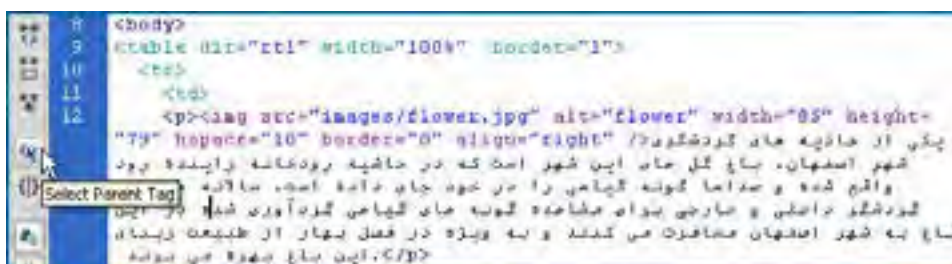 8 <body>
9 <table dir="rtl" width="100%" border="1">
10 <tr>
11 <td>
12 <p><img src="images/flower.jpg" alt="flower" width="85" height=
"79" hspace="10" border="0" align="right" />یکی از جاذبه های گردشگری
شهر اصفهان، باغ گل های این شهر است که در حاشیه رودخانه زاینده رود
واقع شده و صدها گونه گیاهی را در خود جای داده است. سالانه
گردشگر داخلی و خارجی برای مشاهده گونه های گیاهی گردآوری شده در این
باغ به شهر اصفهان مسافرت می کنند و به ویژه در فصل بهار از طبیعت زیبای
این باغ بهره می برند.</p>
Select Parent Tag